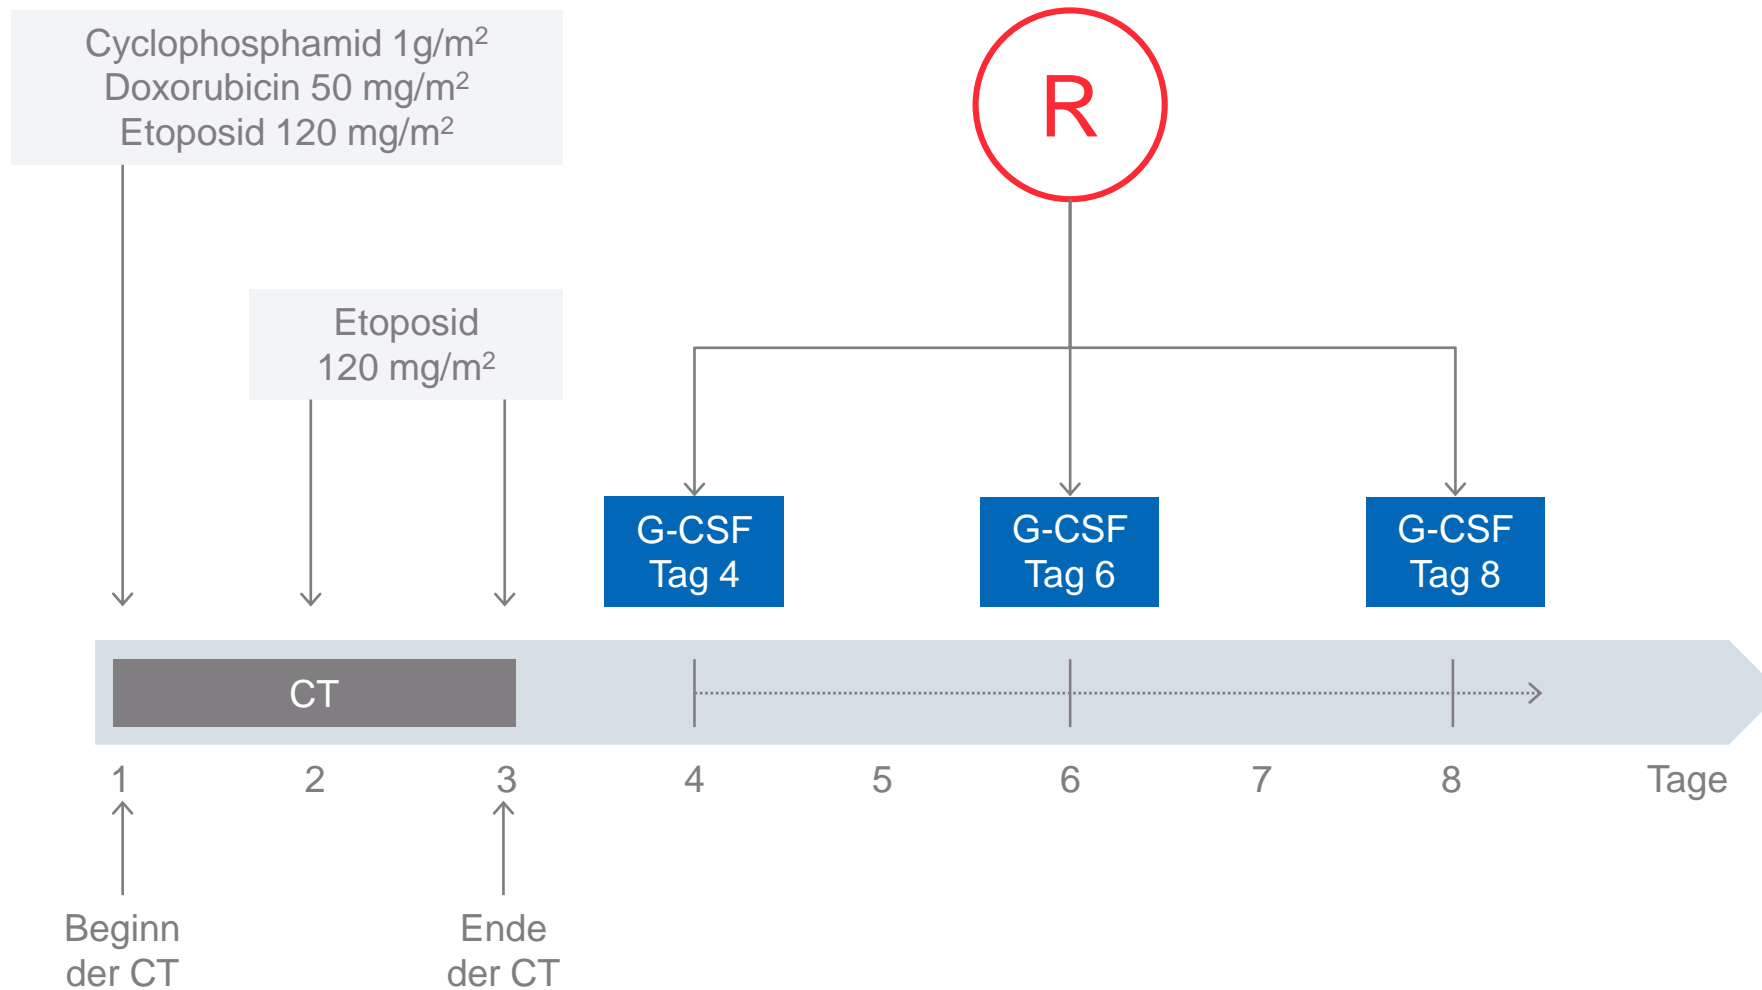 Cyclophosphamid 1g/m²
Doxorubicin 50 mg/m²
Etoposid 120 mg/m²
R
Etoposid
120 mg/m²
G-CSF
Tag 4
G-CSF
Tag 6
G-CSF
Tag 8
CT
1 2 3 4 5 6 7 8 Tage
Beginn
der CT
Ende
der CT